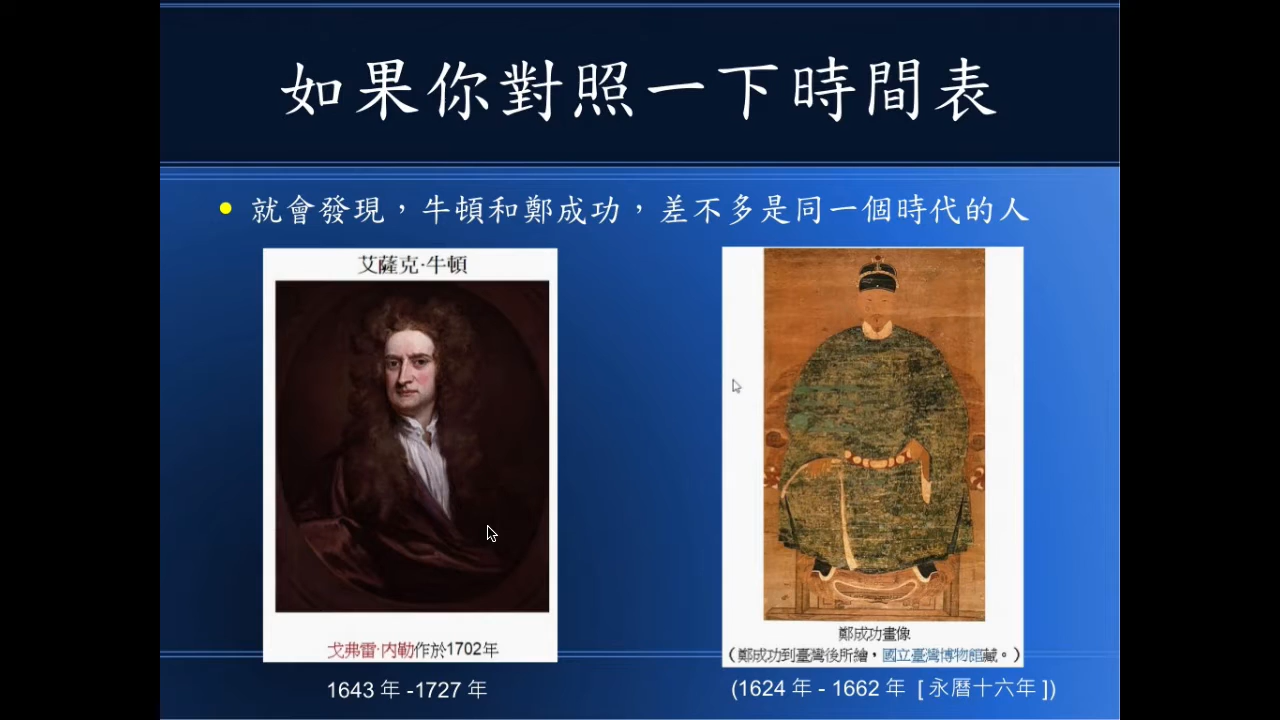 如果你對照一下時間表
就會發現，牛頓和鄭成功，差不多是同一個時代的人
艾薩克·牛頓
戈弗雷·内勒作於1702年
1643 年 -1727 年
鄭成功畫像
（鄭成功到臺灣後所繪，國立臺灣博物館藏。）
(1624 年 - 1662 年 [ 永曆十六年 ])